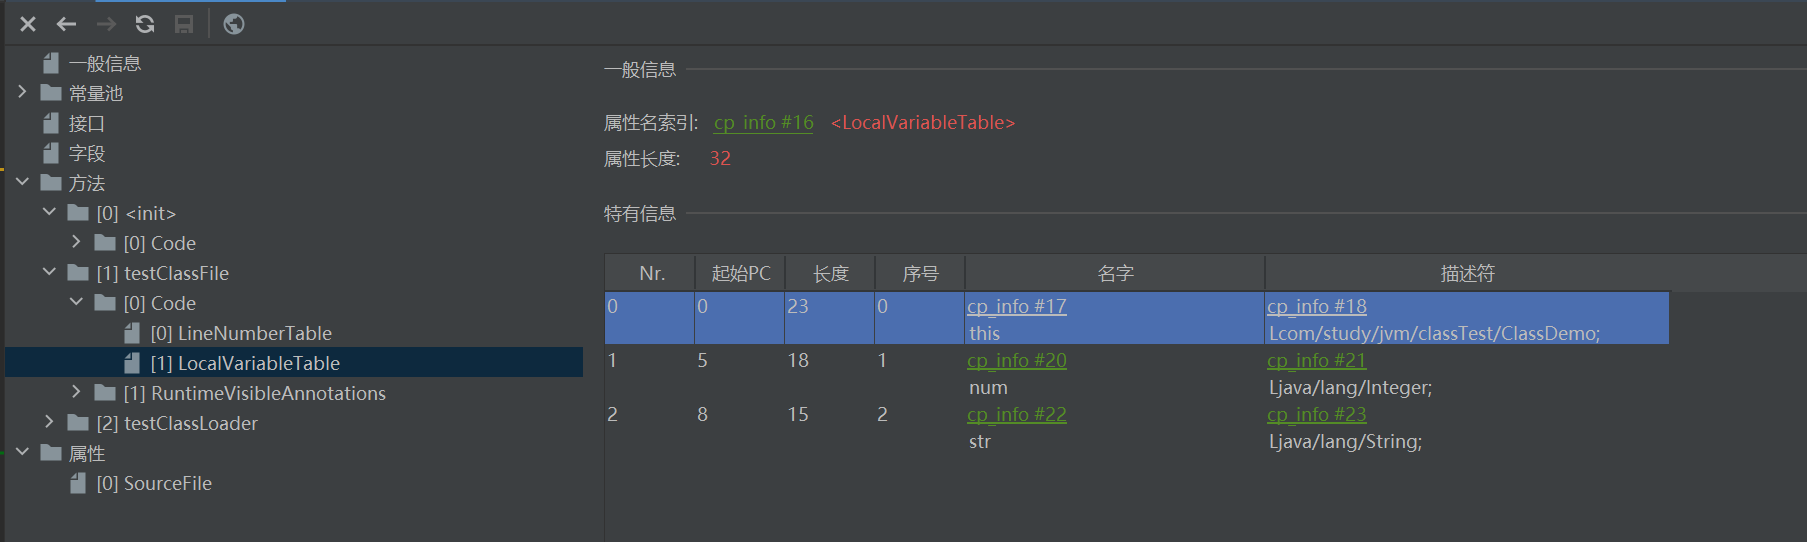 一般信息
常量池
接口
字段
方法
[0] <init>
[0] Code
[1] testClassFile
[0] Code
[0] LineNumberTable
[1] LocalVariableTable
[1] RuntimeVisibleAnnotations
[2] testClassLoader
属性
[0] SourceFile
一般信息
属性名索引: cp_info #16 <LocalVariableTable>
属性长度: 32
特有信息
Nr. 起始PC 长度 序号 名字 描述符
0 0 23 0 cp_info #17 cp_info #18
this Lcom/study/jvm/classTest/ClassDemo;
1 5 18 1 cp_info #20 cp_info #21
num Ljava/lang/Integer;
2 8 15 2 cp_info #22 cp_info #23
str Ljava/lang/String;